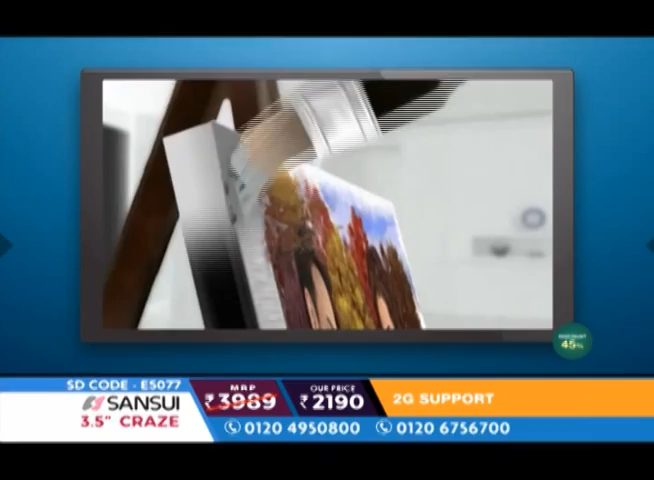 DISCOUNT
45%
SD CODE - E5077
SANSUI
3.5" CRAZE
MRP
₹3989
OUR PRICE
₹2190
2G SUPPORT
0120 4950800
0120 6756700